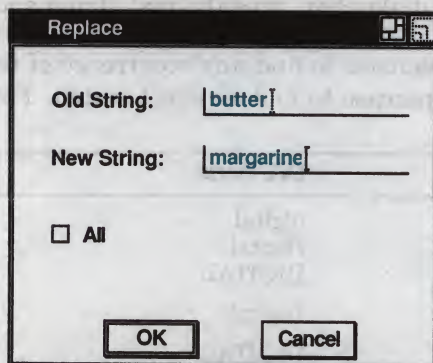 Replace
Old String: butter
New String: margarine
All
OK Cancel